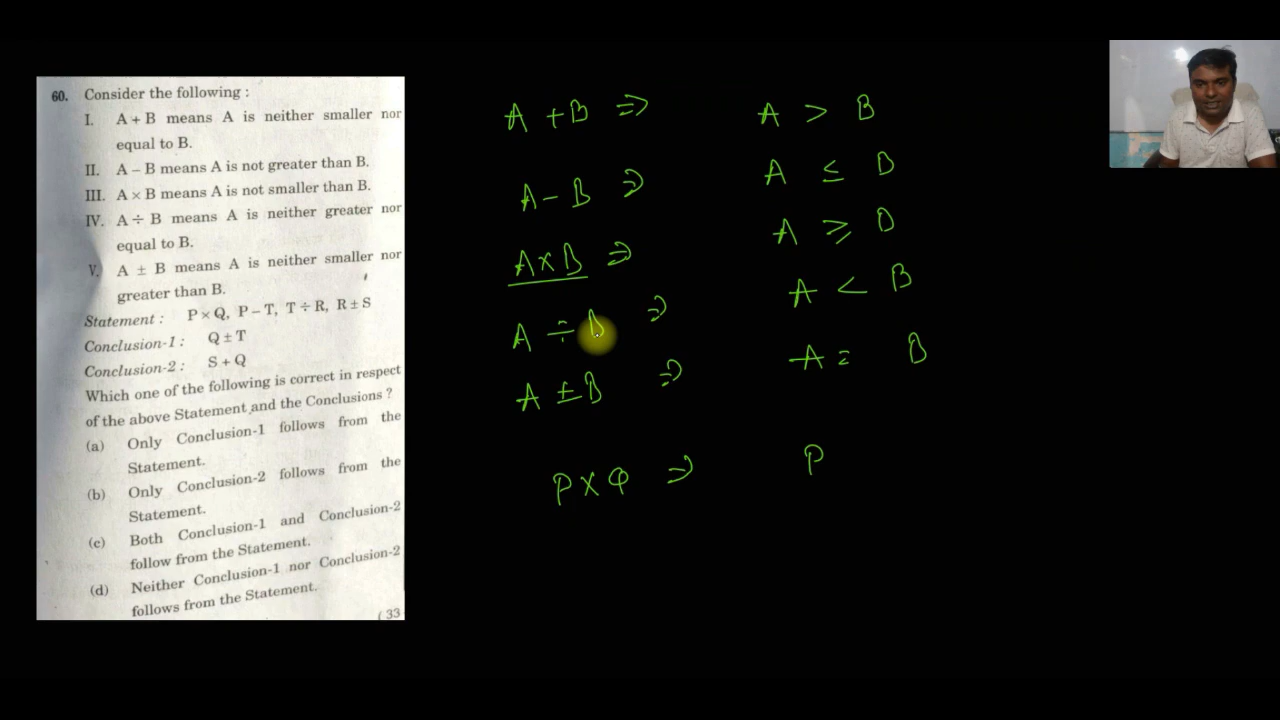 60. Consider the following :
I. A + B means A is neither smaller nor
equal to B.
II. A – B means A is not greater than B.
III. A × B means A is not smaller than B.
IV. A ÷ B means A is neither greater nor
equal to B.
V. A ± B means A is neither smaller nor
greater than B.
Statement : P × Q, P – T, T ÷ R, R ± S
Conclusion-1 : Q ± T
Conclusion-2 : S + Q
Which one of the following is correct in respect
of the above Statement and the Conclusions ?
(a) Only Conclusion-1 follows from the
Statement.
(b) Only Conclusion-2 follows from the
Statement.
(c) Both Conclusion-1 and Conclusion-2
follow from the Statement.
(d) Neither Conclusion-1 nor Conclusion-2
follows from the Statement.
( 33
A + B ⇒ A > B
A – B ⇒ A ≤ B
A × B ⇒ A ≥ B
A ÷ B ⇒ A < B
A ± B ⇒ A = B
P × Q ⇒ P